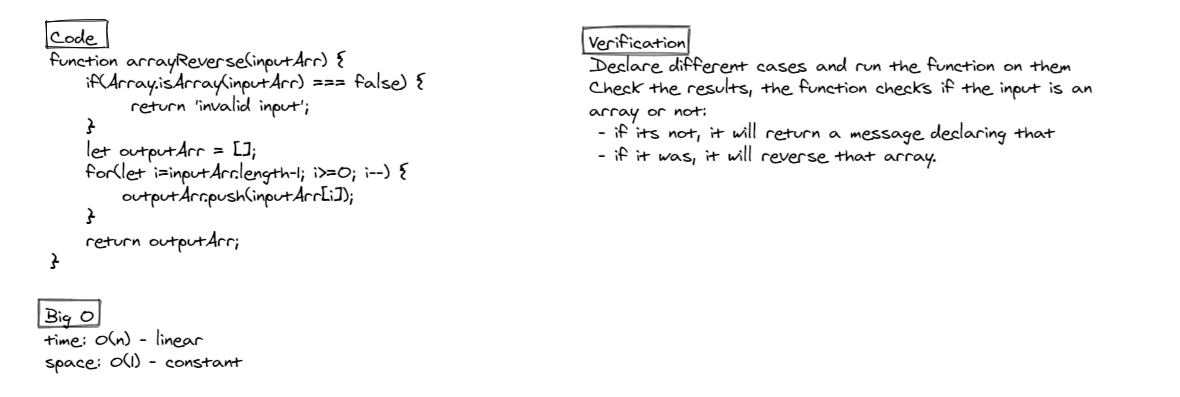 Code
function arrayReverse(inputArr) {
if(Array.isArray(inputArr) === false) {
return 'invalid input';
}
let outputArr = [];
for(let i=inputArr.length-1; i>=0; i--) {
outputArr.push(inputArr[i]);
}
return outputArr;
}
Big O
time: O(n) - linear
space: O(1) - constant
Verification
Declare different cases and run the function on them
Check the results, the function checks if the input is an
array or not:
- if its not, it will return a message declaring that
- if it was, it will reverse that array.